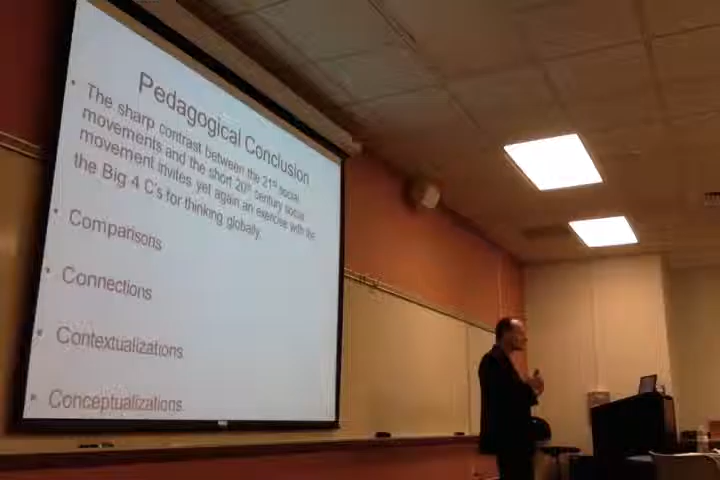 Pedagogical Conclusion
• The sharp contrast between the 21st social
movements and the short 20th century social
movement invites yet again an exercise with the
the Big 4 C's for thinking globally.
• Comparisons
• Connections
• Contextualizations
• Conceptualizations